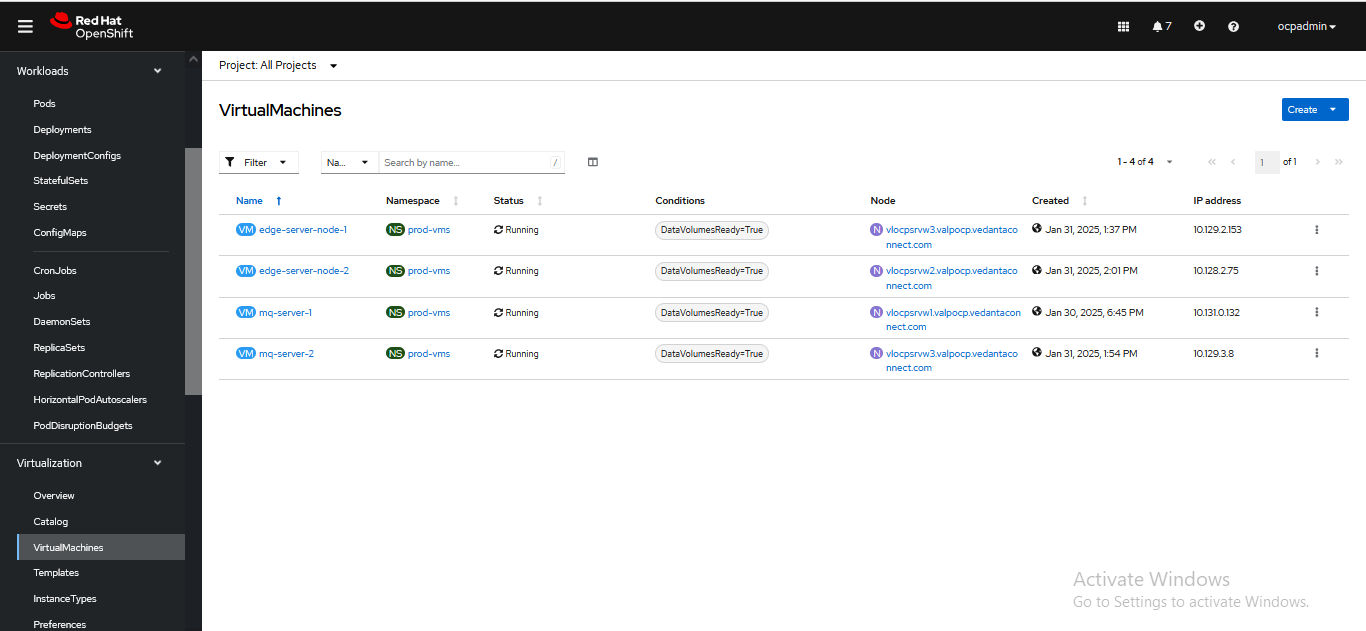 Red Hat
OpenShift
7
ocpadmin
Workloads
Pods
Deployments
DeploymentConfigs
StatefulSets
Secrets
ConfigMaps
CronJobs
Jobs
DaemonSets
ReplicaSets
ReplicationControllers
HorizontalPodAutoscalers
PodDisruptionBudgets
Virtualization
Overview
Catalog
VirtualMachines
Templates
InstanceTypes
Preferences
Project: All Projects
VirtualMachines
Create
Filter Na... Search by name... / 1 - 4 of 4 1 of 1
Name Namespace Status Conditions Node Created IP address
VM edge-server-node-1 NS prod-vms Running DataVolumesReady=True N vlocpsrvw3.valpocp.vedantaco Jan 31, 2025, 1:37 PM 10.129.2.153
nnect.com
VM edge-server-node-2 NS prod-vms Running DataVolumesReady=True N vlocpsrvw2.valpocp.vedantaco Jan 31, 2025, 2:01 PM 10.128.2.75
nnect.com
VM mq-server-1 NS prod-vms Running DataVolumesReady=True N vlocpsrvw1.valpocp.vedantacon Jan 30, 2025, 6:45 PM 10.131.0.132
nect.com
VM mq-server-2 NS prod-vms Running DataVolumesReady=True N vlocpsrvw3.valpocp.vedantaco Jan 31, 2025, 1:54 PM 10.129.3.8
nnect.com
Activate Windows
Go to Settings to activate Windows.